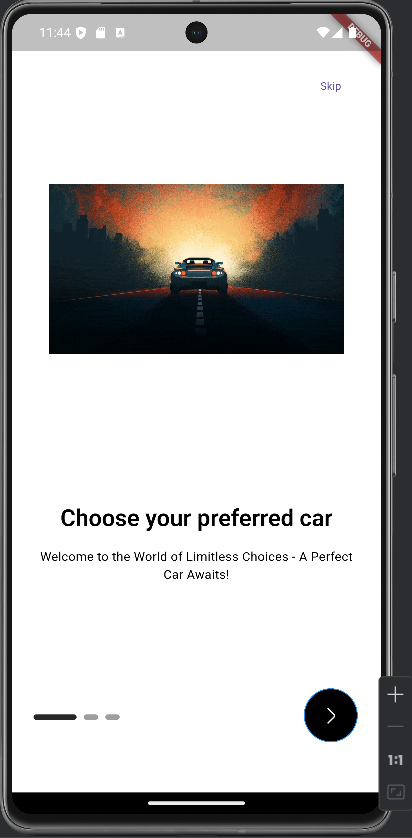 11:44
DEBUG
Skip
Choose your preferred car
Welcome to the World of Limitless Choices - A Perfect
Car Awaits!
1:1